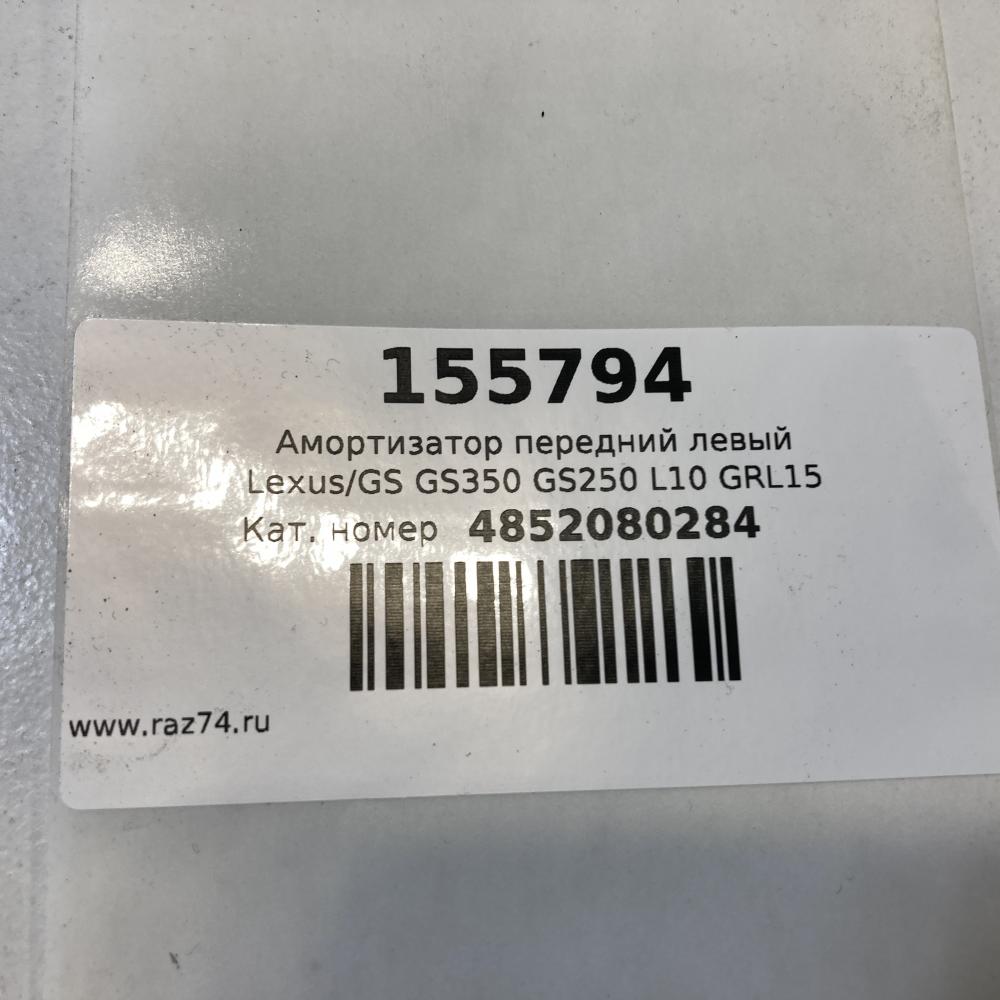 155794
Амортизатор передний левый
Lexus/GS GS350 GS250 L10 GRL15
Кат. номер 4852080284
www.raz74.ru